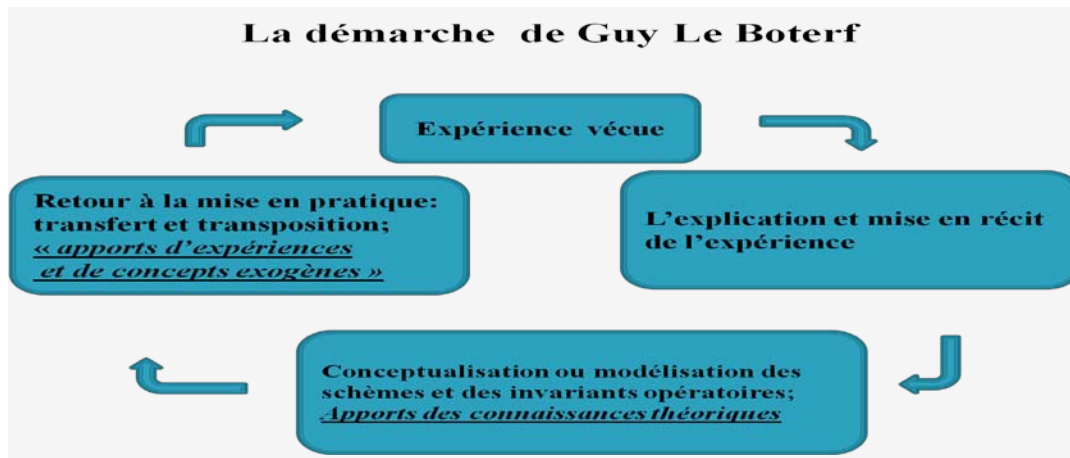 La démarche de Guy Le Boterf
Expérience vécue
L'explication et mise en récit
de l'expérience
Conceptualisation ou modélisation des
schèmes et des invariants opératoires;
Apports des connaissances théoriques
Retour à la mise en pratique:
transfert et transposition;
« apports d'expériences
et de concepts exogènes »